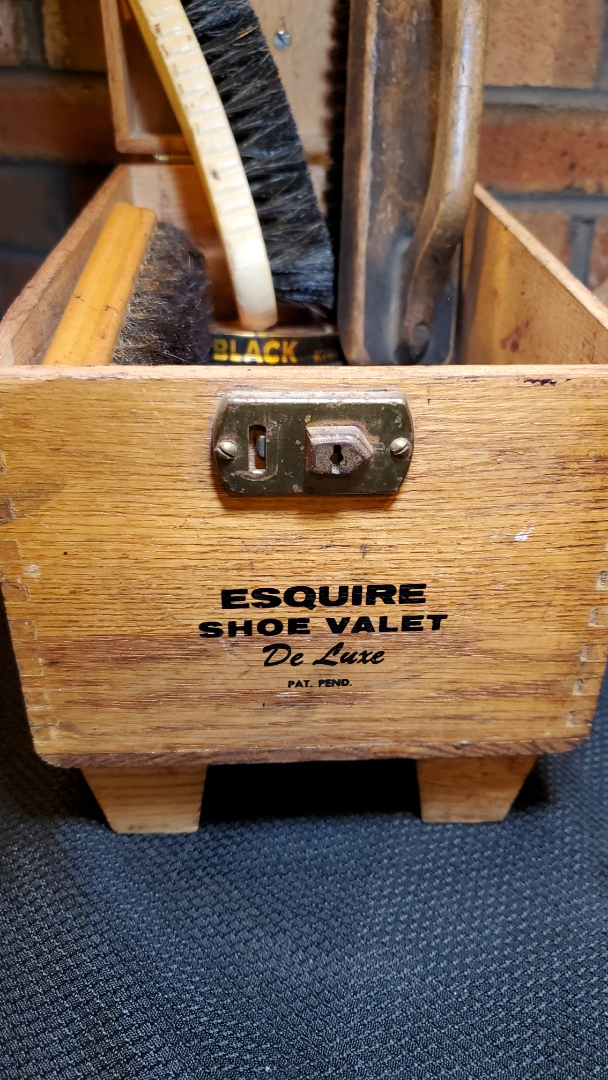 BLACK
ESQUIRE
SHOE VALET
De Luxe
PAT. PEND.